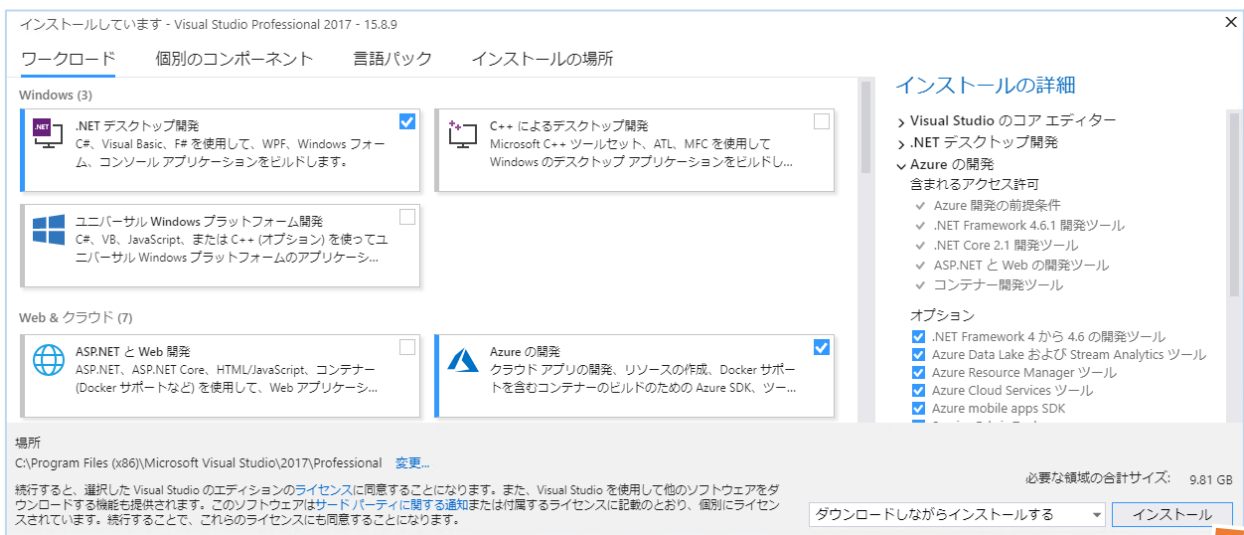 インストールしています - Visual Studio Professional 2017 - 15.8.9
ワークロード 個別のコンポーネント 言語パック インストールの場所
Windows (3)
.NET
.NET デスクトップ開発
C#、Visual Basic、F# を使用して、WPF、Windows フォー
ム、コンソール アプリケーションをビルドします。
C++ によるデスクトップ開発
Microsoft C++ ツールセット、ATL、MFC を使用して
Windows のデスクトップ アプリケーションをビルドし...
ユニバーサル Windows プラットフォーム開発
C#、VB、JavaScript、または C++ (オプション) を使ってユ
ニバーサル Windows プラットフォームのアプリケーシ...
Web & クラウド (7)
ASP.NET と Web 開発
ASP.NET、ASP.NET Core、HTML/JavaScript、コンテナー
(Docker サポートなど) を使用して、Web アプリケーシ...
Azure の開発
クラウド アプリの開発、リソースの作成、Docker サポー
トを含むコンテナーのビルドのための Azure SDK、ツー...
インストールの詳細
Visual Studio のコア エディター
.NET デスクトップ開発
Azure の開発
含まれるアクセス許可
Azure 開発の前提条件
.NET Framework 4.6.1 開発ツール
.NET Core 2.1 開発ツール
ASP.NET と Web の開発ツール
コンテナー開発ツール
オプション
.NET Framework 4 から 4.6 の開発ツール
Azure Data Lake および Stream Analytics ツール
Azure Resource Manager ツール
Azure Cloud Services ツール
Azure mobile apps SDK
場所
C:\Program Files (x86)\Microsoft Visual Studio\2017\Professional 変更...
続行すると、選択した Visual Studio のエディションのライセンスに同意することになります。また、Visual Studio を使用して他のソフトウェアをダ
ウンロードする機能も提供されます。このソフトウェアはサード パーティに関する通知または付属するライセンスに記載のとおり、個別にライセン
スされています。続行することで、これらのライセンスにも同意することになります。
必要な領域の合計サイズ: 9.81 GB
ダウンロードしながらインストールする インストール